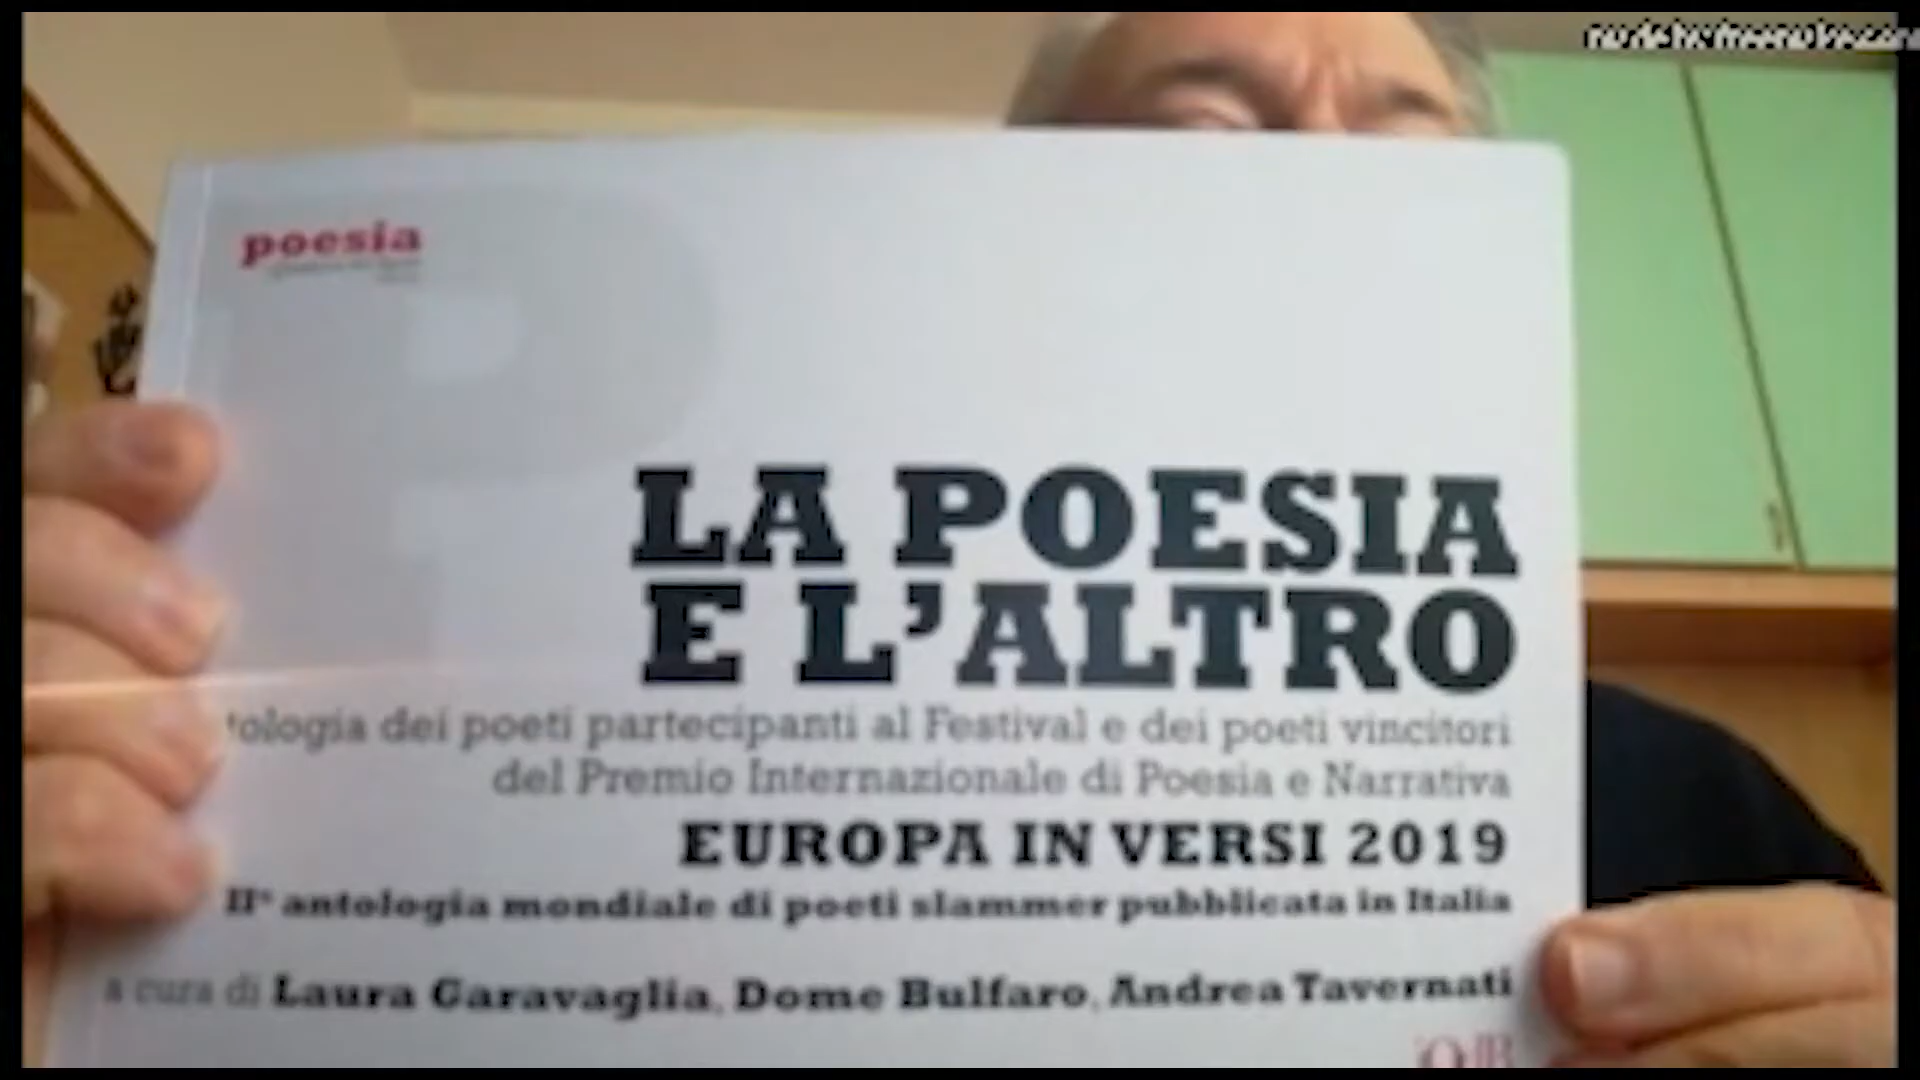 poesia
LA POESIA
E L'ALTRO
tologia dei poeti partecipanti al Festival e dei poeti vincitori
del Premio Internazionale di Poesia e Narrativa
EUROPA IN VERSI 2019
IIª antologia mondiale di poeti slammer pubblicata in Italia
a cura di Laura Garavaglia, Dome Bulfaro, Andrea Tavernati